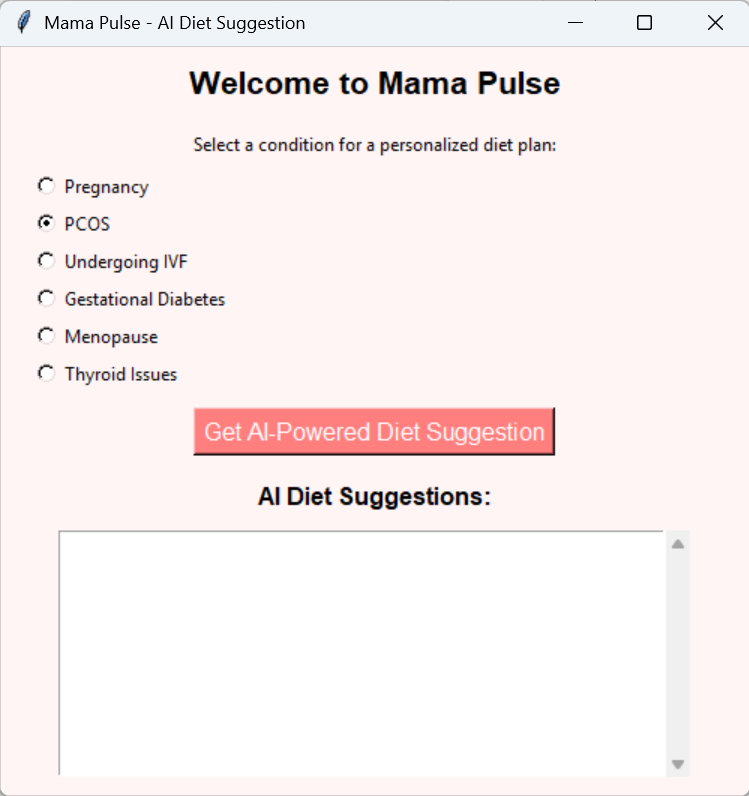 Mama Pulse - AI Diet Suggestion
Welcome to Mama Pulse
Select a condition for a personalized diet plan:
Pregnancy
PCOS
Undergoing IVF
Gestational Diabetes
Menopause
Thyroid Issues
Get AI-Powered Diet Suggestion
AI Diet Suggestions: